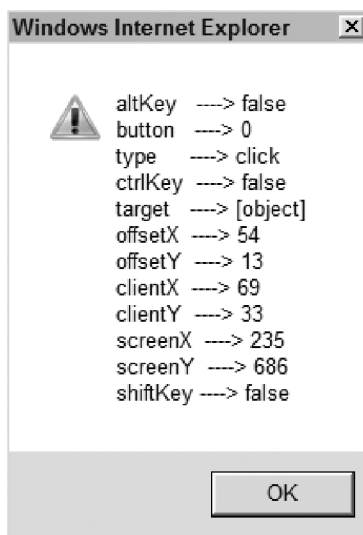 Windows Internet Explorer
altKey ----> false
button ----> 0
type ----> click
ctrlKey ----> false
target ----> [object]
offsetX ----> 54
offsetY ----> 13
clientX ----> 69
clientY ----> 33
screenX ----> 235
screenY ----> 686
shiftKey ----> false
OK